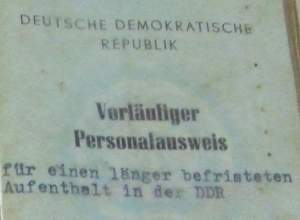 DEUTSCHE DEMOKRATISCHE
REPUBLIK
Vorläufiger
Personalausweis
für einen länger befristeten
Aufenthalt in der DDR